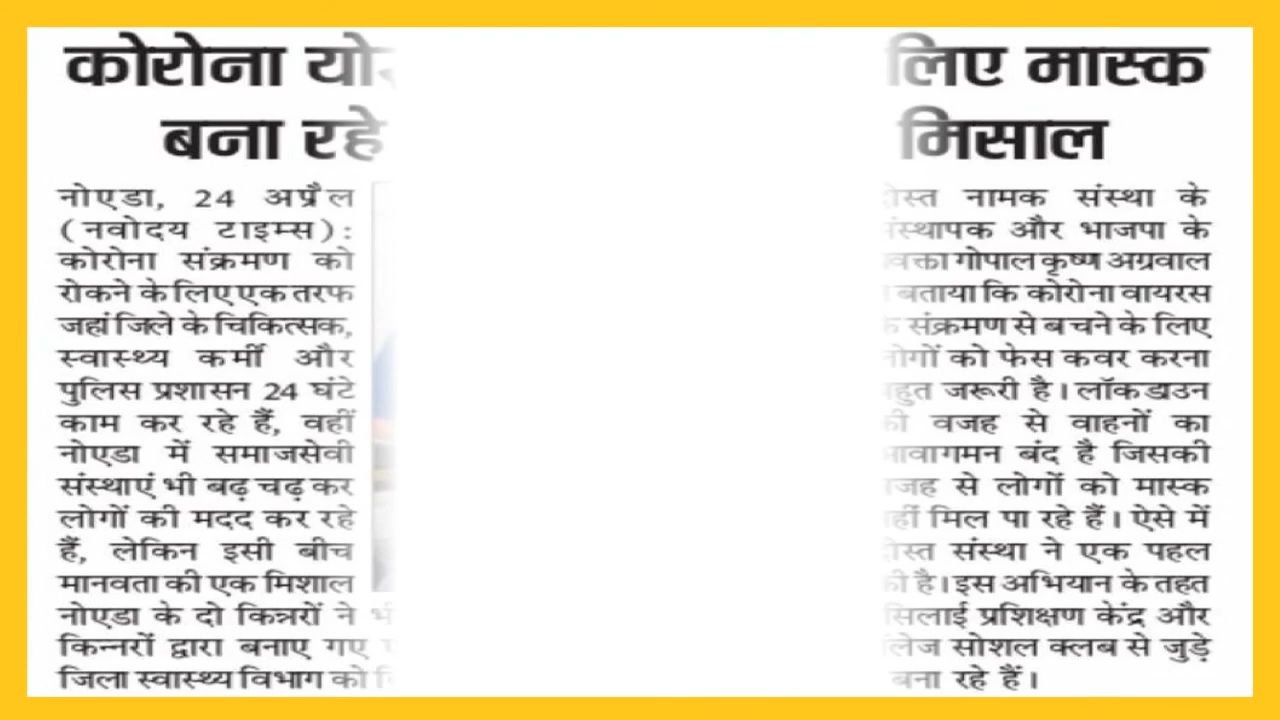 कोरोना
लिए मास्क
बना रहे
मिसाल
नोएडा, 24 अप्रैल
(नवोदय टाइम्स):
कोरोना संक्रमण को
रोकने के लिए एक तरफ
जहां जिले के चिकित्सक,
स्वास्थ्य कर्मी और
पुलिस प्रशासन 24 घंटे
काम कर रहे हैं, वहीं
नोएडा में समाजसेवी
संस्थाएं भी बढ़ चढ़ कर
लोगों की मदद कर रहे
हैं, लेकिन इसी बीच
मानवता की एक मिशाल
नोएडा के दो किन्नरों ने
किन्नरों द्वारा बनाए गए
जिला स्वास्थ्य विभाग को
नामक संस्था के
और भाजपा के
गोपाल कृष्ण अग्रवाल
बताया कि कोरोना वायरस
संक्रमण से बचने के लिए
को फेस कवर करना
जरूरी है। लॉकडाउन
वजह से वाहनों का
बंद है जिसकी
से लोगों को मास्क
मिल पा रहे हैं। ऐसे में
संस्था ने एक पहल
है। इस अभियान के तहत
सिलाई प्रशिक्षण केंद्र और
सोशल क्लब से जुड़े
बना रहे हैं।